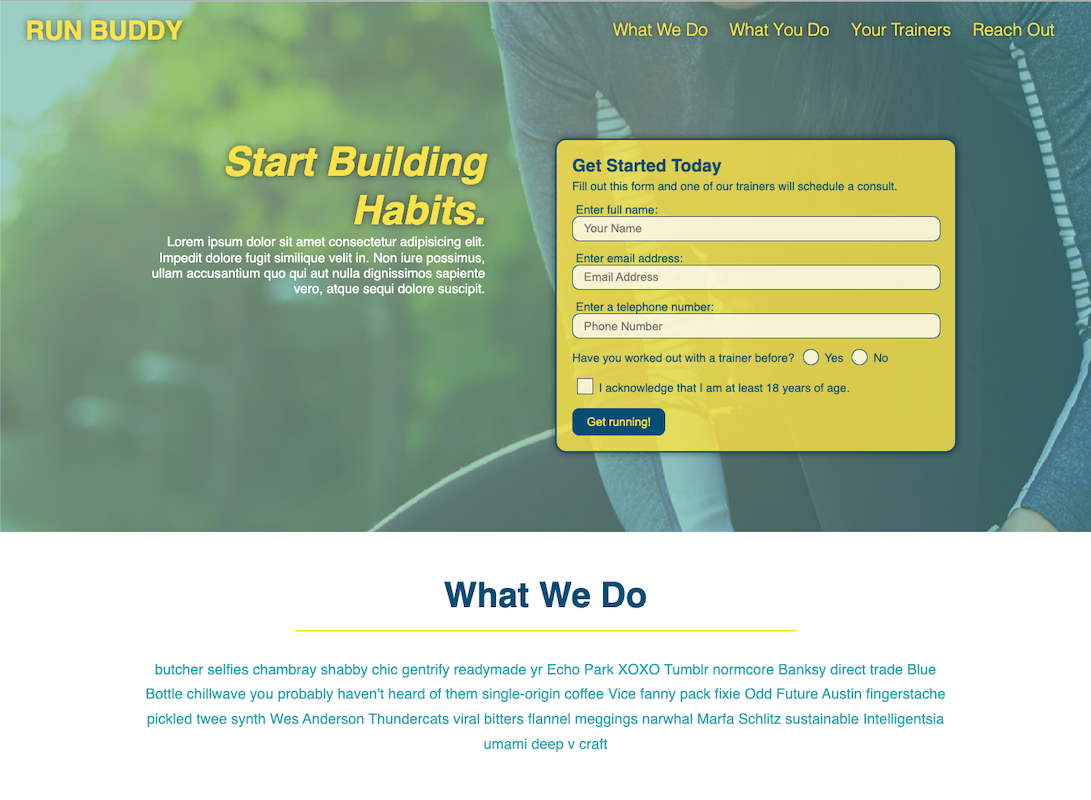 RUN BUDDY
What We Do What You Do Your Trainers Reach Out
Start Building
Habits.
Lorem ipsum dolor sit amet consectetur adipisicing elit.
Impedit dolore fugit similique velit in. Non iure possimus,
ullam accusantium quo qui aut nulla dignissimos sapiente
vero, atque sequi dolore suscipit.
Get Started Today
Fill out this form and one of our trainers will schedule a consult.
Enter full name:
Your Name
Enter email address:
Email Address
Enter a telephone number:
Phone Number
Have you worked out with a trainer before? Yes No
I acknowledge that I am at least 18 years of age.
Get running!
What We Do
butcher selfies chambray shabby chic gentrify readymade yr Echo Park XOXO Tumblr normcore Banksy direct trade Blue
Bottle chillwave you probably haven't heard of them single-origin coffee Vice fanny pack fixie Odd Future Austin fingerstache
pickled twee synth Wes Anderson Thundercats viral bitters flannel meggings narwhal Marfa Schlitz sustainable Intelligentsia
umami deep v craft